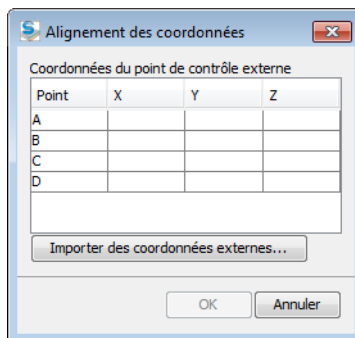 Alignement des coordonnées
Coordonnées du point de contrôle externe
Point X Y Z
A
B
C
D
Importer des coordonnées externes...
OK Annuler